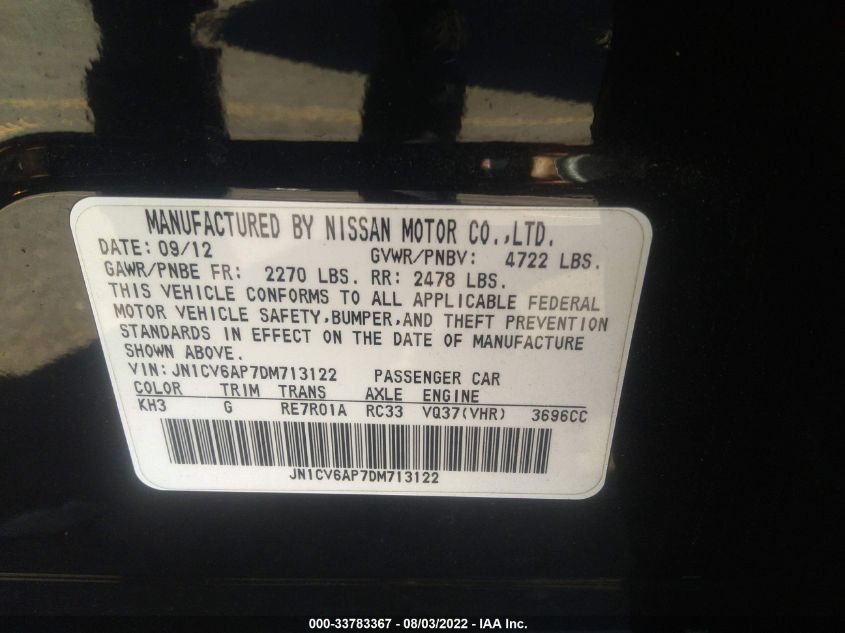 MANUFACTURED BY NISSAN MOTOR CO.,LTD.
DATE: 09/12 GVWR/PNBV: 4722 LBS.
GAWR/PNBE FR: 2270 LBS. RR: 2478 LBS.
THIS VEHICLE CONFORMS TO ALL APPLICABLE FEDERAL
MOTOR VEHICLE SAFETY,BUMPER,AND THEFT PREVENTION
STANDARDS IN EFFECT ON THE DATE OF MANUFACTURE
SHOWN ABOVE.
VIN: JN1CV6AP7DM713122 PASSENGER CAR
COLOR TRIM TRANS AXLE ENGINE
KH3 G RE7R01A RC33 VQ37(VHR) 3696CC
JN1CV6AP7DM713122
000-33783367 - 08/03/2022 - IAA Inc.